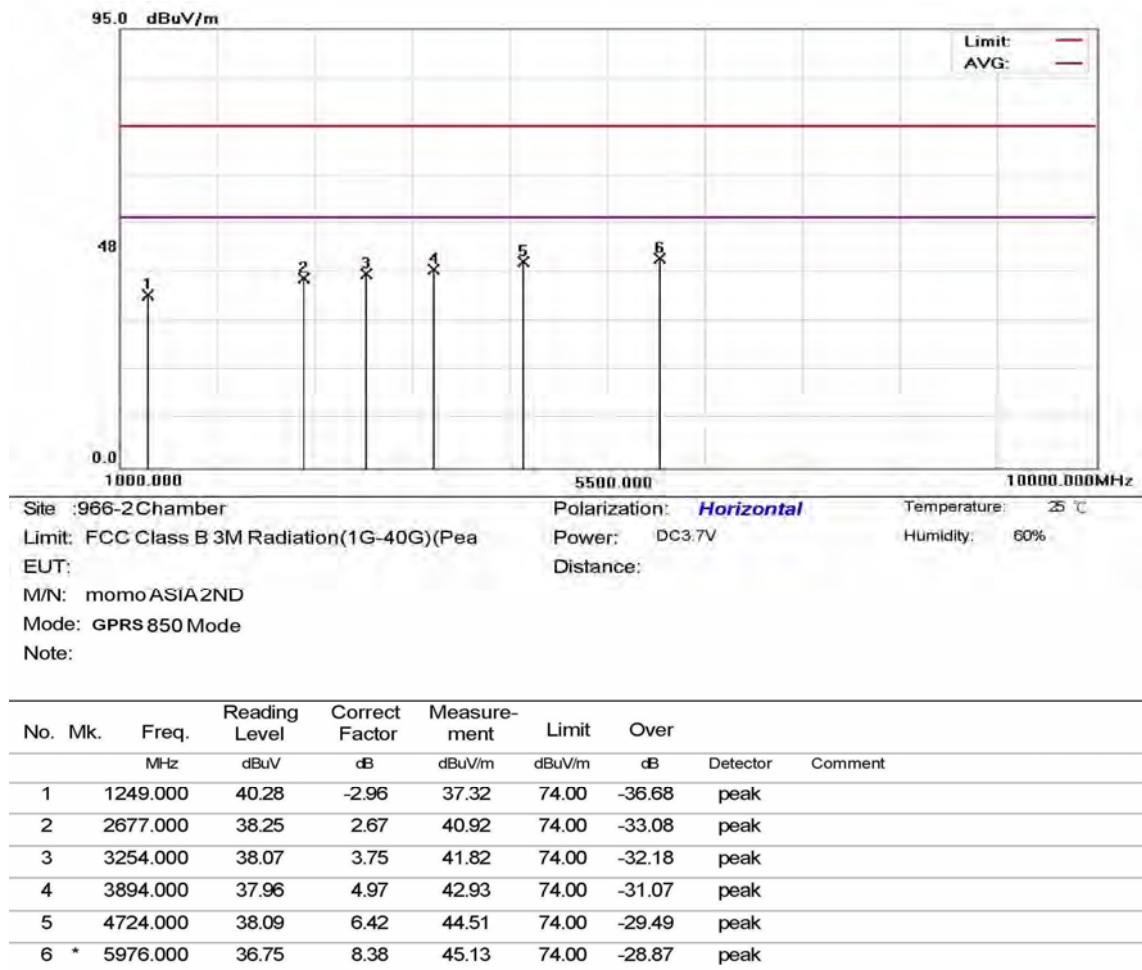 95.0 dBuV/m
Limit:
AVG:
48
1
2
3
4
5
6
0.0
1000.000 5500.000 10000.000MHz
Site :966-2Chamber Polarization: Horizontal Temperature: 25 ℃
Limit: FCC Class B 3M Radiation(1G-40G)(Pea Power: DC3.7V Humidity: 60%
EUT: Distance:
M/N: momoASIA2ND
Mode: GPRS 850 Mode
Note:
No. Mk. Freq. Reading Level Correct Factor Measure-ment Limit Over
MHz dBuV dB dBuV/m dBuV/m dB Detector Comment
1 1249.000 40.28 -2.96 37.32 74.00 -36.68 peak
2 2677.000 38.25 2.67 40.92 74.00 -33.08 peak
3 3254.000 38.07 3.75 41.82 74.00 -32.18 peak
4 3894.000 37.96 4.97 42.93 74.00 -31.07 peak
5 4724.000 38.09 6.42 44.51 74.00 -29.49 peak
6 * 5976.000 36.75 8.38 45.13 74.00 -28.87 peak